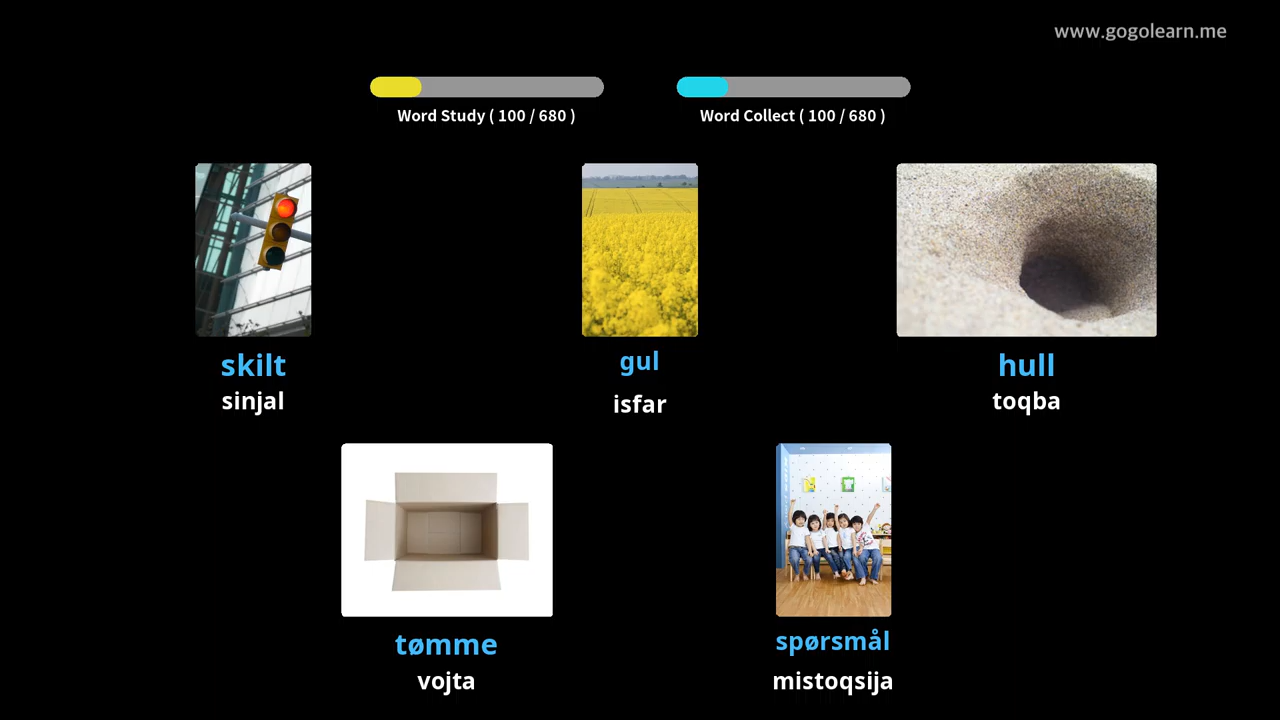 www.gogolearn.me
Word Study ( 100 / 680 )
Word Collect ( 100 / 680 )
skilt
sinjal
gul
isfar
hull
toqba
tømme
vojta
spørsmål
mistoqsija